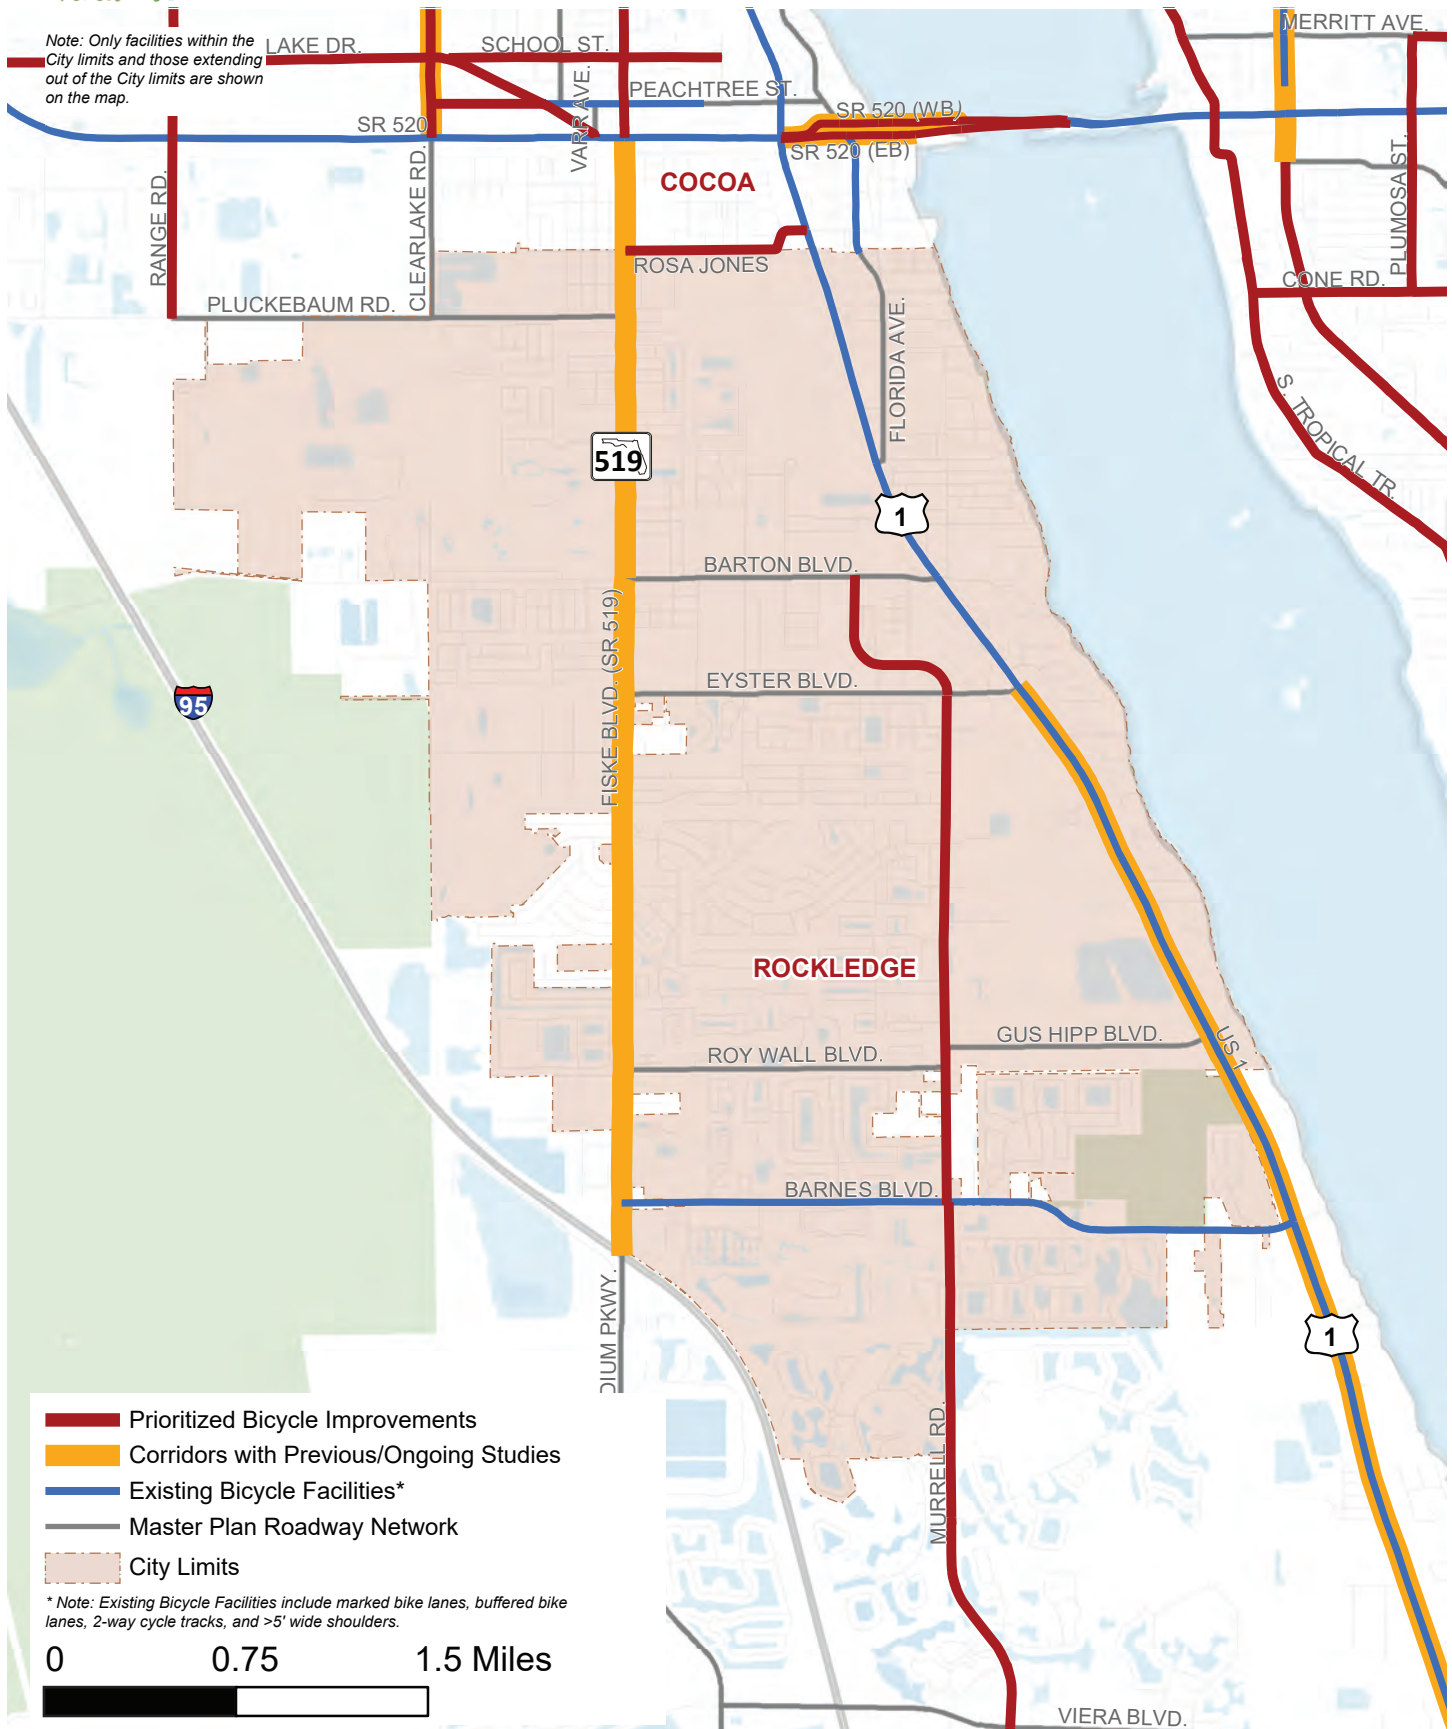 Note: Only facilities within the
City limits and those extending
out of the City limits are shown
on the map.
LAKE DR.
SCHOOL ST.
MERRITT AVE.
VARR AVE.
PEACHTREE ST.
SR 520 (WB)
SR 520
SR 520 (EB)
COCOA
RANGE RD.
CLEARLAKE RD.
PLUMOSA ST.
ROSA JONES
CONE RD.
PLUCKEBAUM RD.
FLORIDA AVE.
S. TROPICAL TR.
519
1
BARTON BLVD.
FISKE BLVD. (SR 519)
EYSTER BLVD.
95
ROCKLEDGE
GUS HIPP BLVD.
US 1
ROY WALL BLVD.
BARNES BLVD.
DIUM PKWY.
1
MURRELL RD.
Prioritized Bicycle Improvements
Corridors with Previous/Ongoing Studies
Existing Bicycle Facilities*
Master Plan Roadway Network
City Limits
* Note: Existing Bicycle Facilities include marked bike lanes, buffered bike
lanes, 2-way cycle tracks, and >5' wide shoulders.
0 0.75 1.5 Miles
VIERA BLVD.